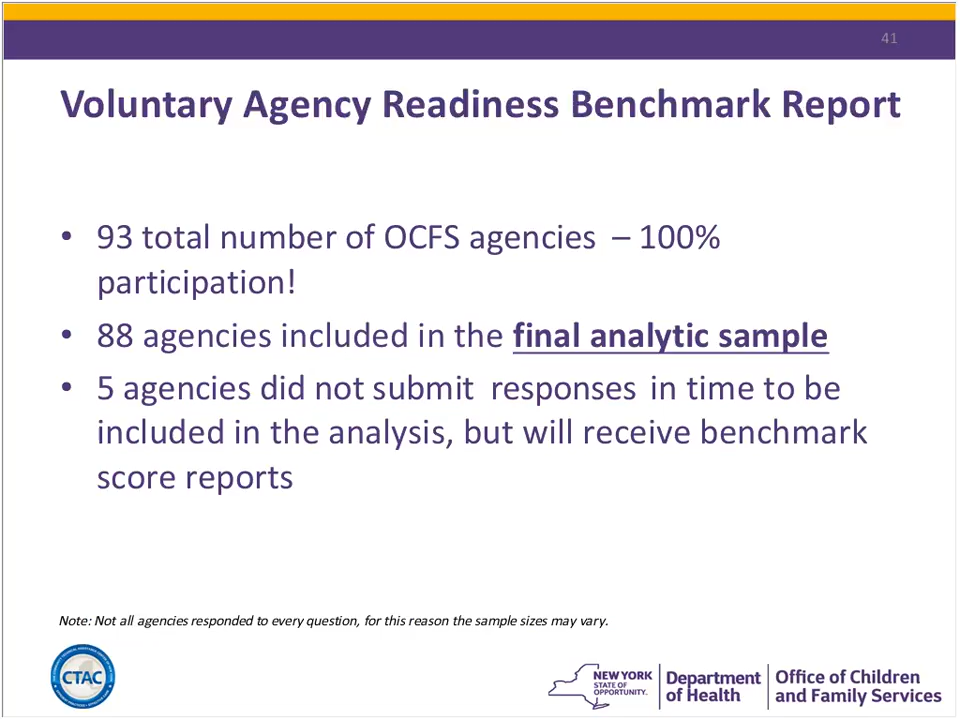 41
Voluntary Agency Readiness Benchmark Report
• 93 total number of OCFS agencies – 100%
participation!
• 88 agencies included in the final analytic sample
• 5 agencies did not submit responses in time to be
included in the analysis, but will receive benchmark
score reports
Note: Not all agencies responded to every question, for this reason the sample sizes may vary.
CTAC
NEW YORK
STATE OF
OPPORTUNITY.
Department
of Health
Office of Children
and Family Services